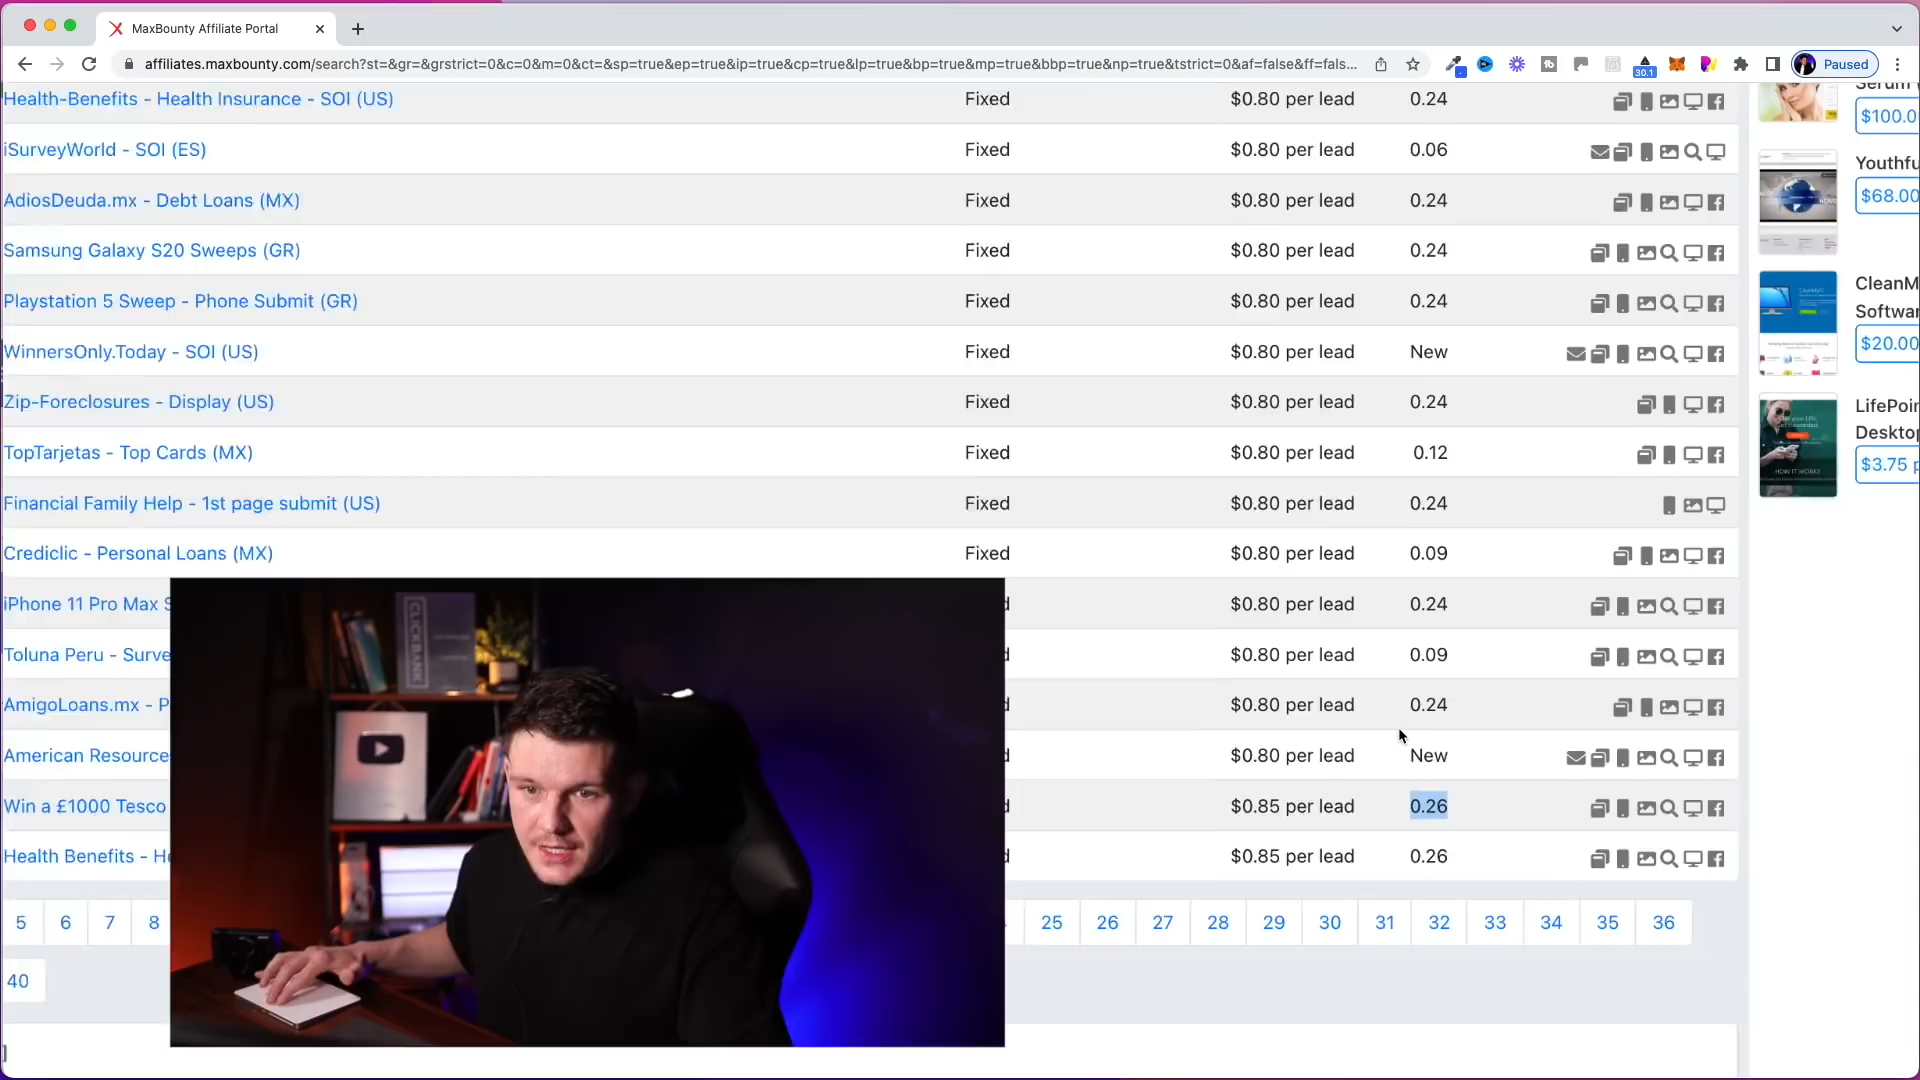 MaxBounty Affiliate Portal
affiliates.maxbounty.com/search?st=&gr=&grstrict=0&c=0&m=0&ct=&sp=true&ep=true&ip=true&cp=true&lp=true&bp=true&mp=true&bbp=true&np=true&tstrict=0&af=false&ff=fals...
30.1
Paused
Health-Benefits - Health Insurance - SOI (US) Fixed $0.80 per lead 0.24
iSurveyWorld - SOI (ES) Fixed $0.80 per lead 0.06
AdiosDeuda.mx - Debt Loans (MX) Fixed $0.80 per lead 0.24
Samsung Galaxy S20 Sweeps (GR) Fixed $0.80 per lead 0.24
Playstation 5 Sweep - Phone Submit (GR) Fixed $0.80 per lead 0.24
WinnersOnly.Today - SOI (US) Fixed $0.80 per lead New
Zip-Foreclosures - Display (US) Fixed $0.80 per lead 0.24
TopTarjetas - Top Cards (MX) Fixed $0.80 per lead 0.12
Financial Family Help - 1st page submit (US) Fixed $0.80 per lead 0.24
Crediclic - Personal Loans (MX) Fixed $0.80 per lead 0.09
iPhone 11 Pro Max S d $0.80 per lead 0.24
Toluna Peru - Surve d $0.80 per lead 0.09
AmigoLoans.mx - P d $0.80 per lead 0.24
American Resource d $0.80 per lead New
Win a £1000 Tesco d $0.85 per lead 0.26
Health Benefits - He d $0.85 per lead 0.26
5 6 7 8 25 26 27 28 29 30 31 32 33 34 35 36
40
Serum
$100.0
Youthfu
$68.00
CleanM
Softwar
$20.00
LifePoin
Desktop
$3.75 p
HOW IT WORKS
CLICKBANK